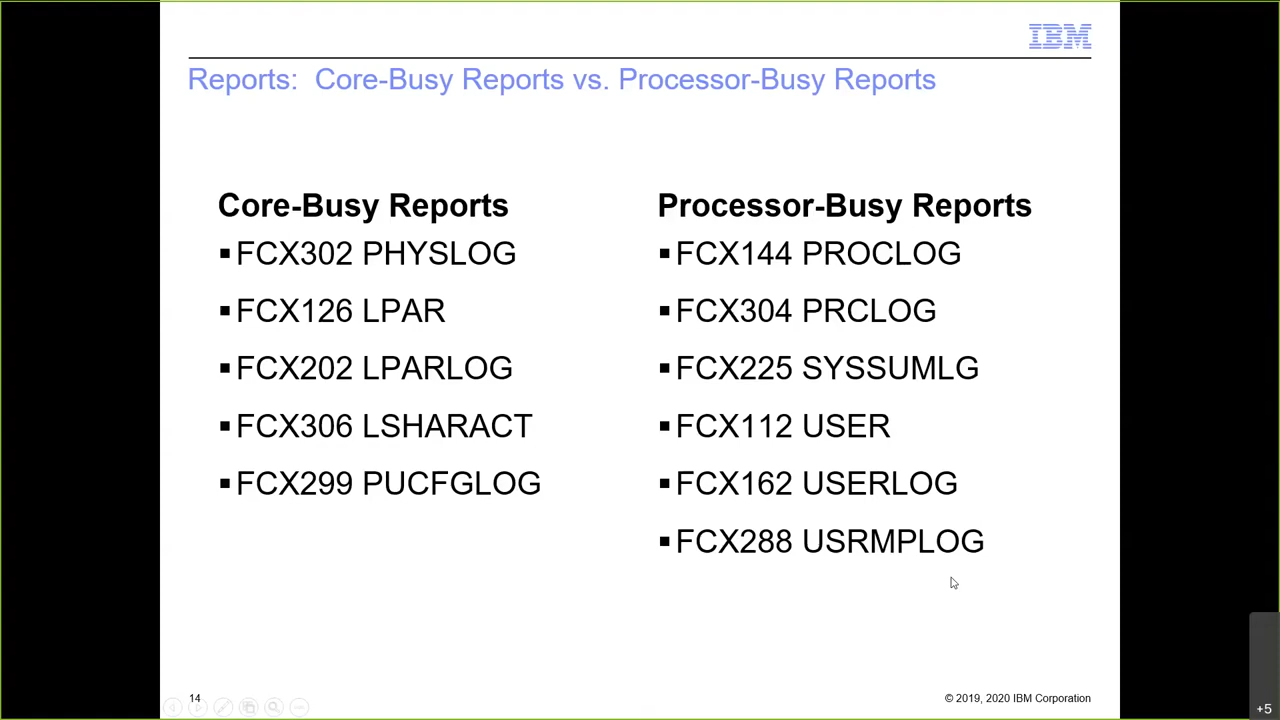 IBM
Reports: Core-Busy Reports vs. Processor-Busy Reports
Core-Busy Reports
▪FCX302 PHYSLOG
▪FCX126 LPAR
▪FCX202 LPARLOG
▪FCX306 LSHARACT
▪FCX299 PUCFGLOG
Processor-Busy Reports
▪FCX144 PROCLOG
▪FCX304 PRCLOG
▪FCX225 SYSSUMLG
▪FCX112 USER
▪FCX162 USERLOG
▪FCX288 USRMPLOG
14
© 2019, 2020 IBM Corporation
+5